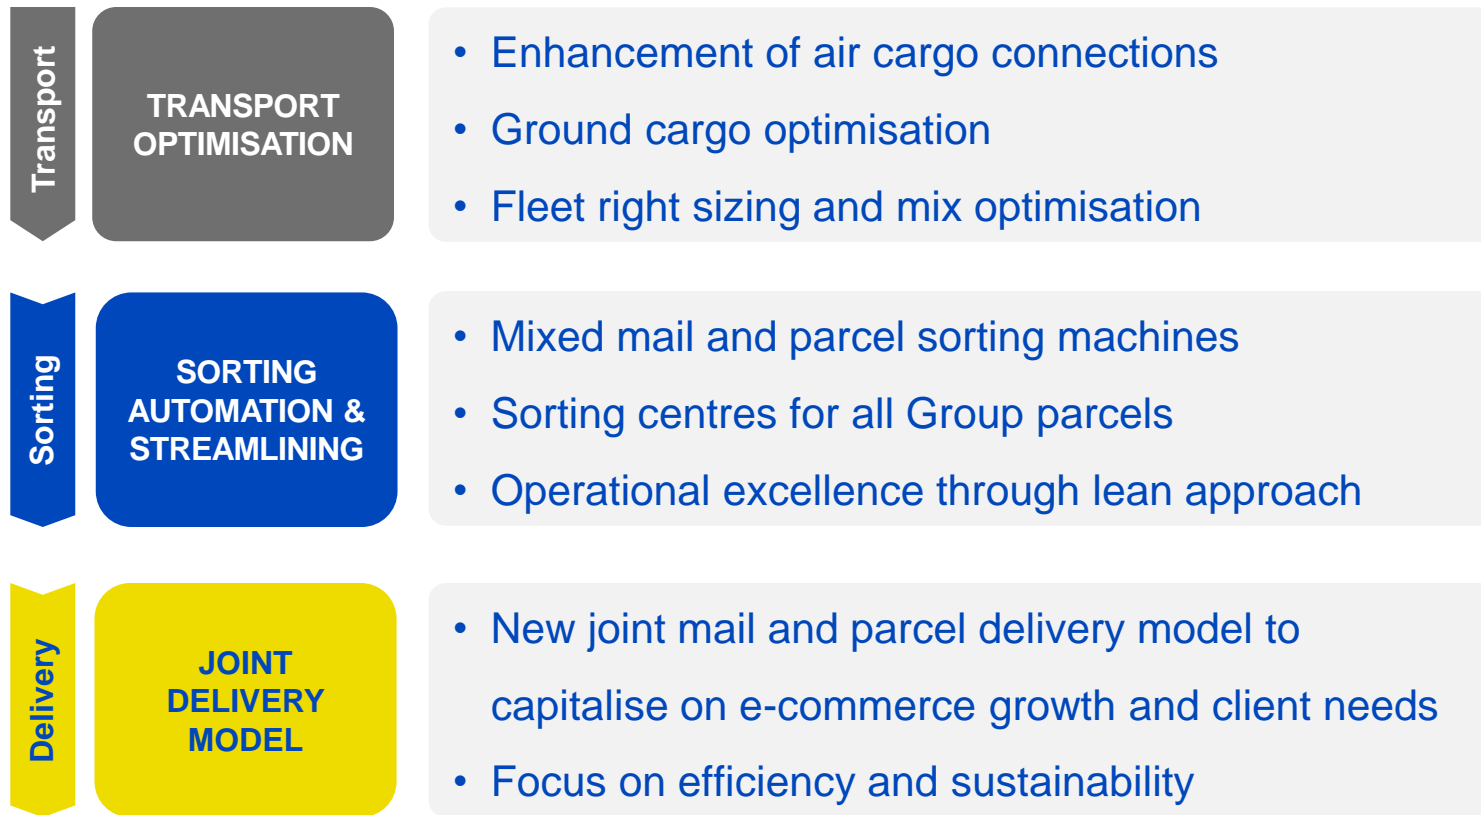 Transport
TRANSPORT
OPTIMISATION
• Enhancement of air cargo connections
• Ground cargo optimisation
• Fleet right sizing and mix optimisation
Sorting
SORTING
AUTOMATION &
STREAMLINING
• Mixed mail and parcel sorting machines
• Sorting centres for all Group parcels
• Operational excellence through lean approach
Delivery
JOINT
DELIVERY
MODEL
• New joint mail and parcel delivery model to
capitalise on e-commerce growth and client needs
• Focus on efficiency and sustainability